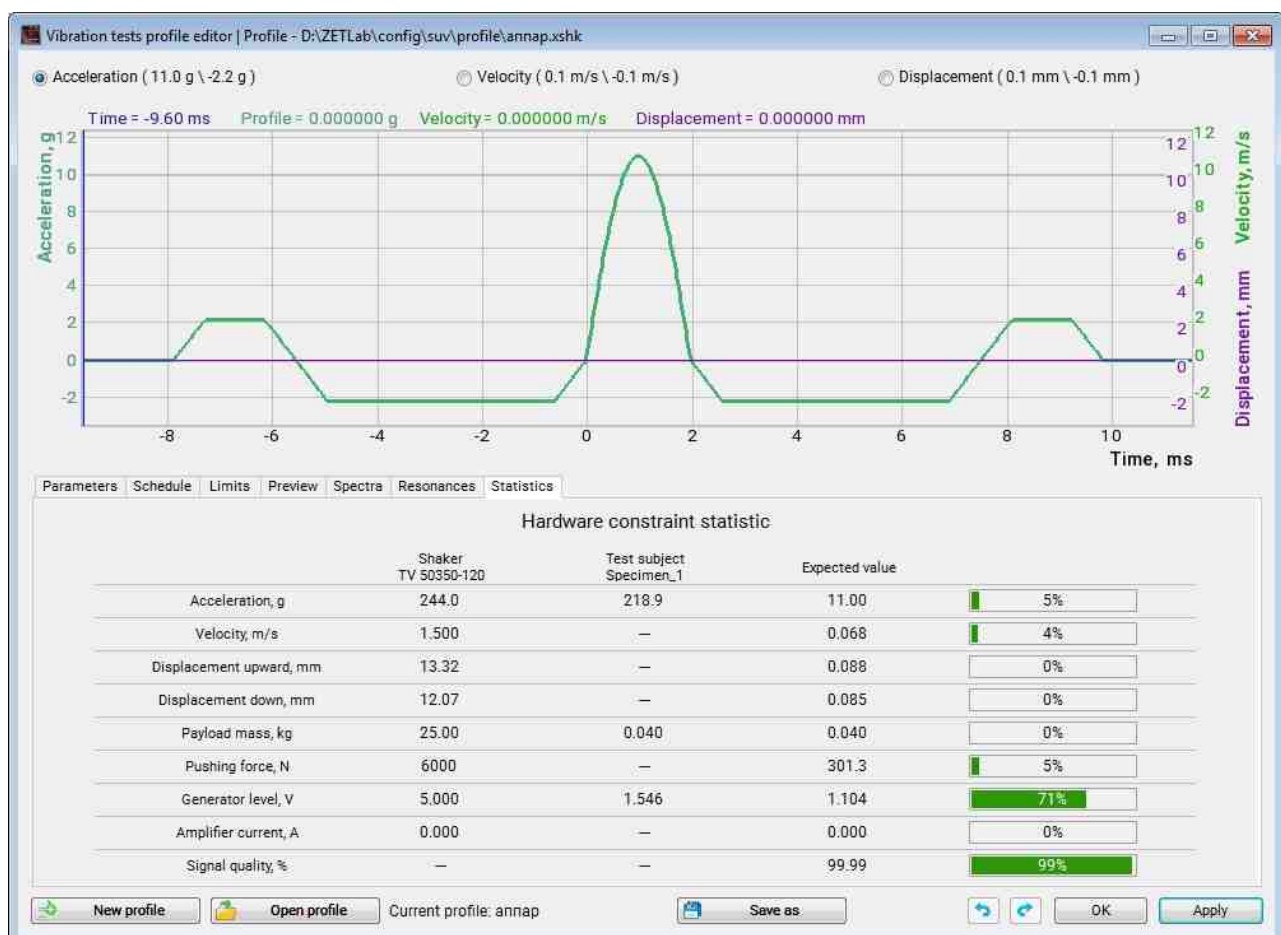 Vibration tests profile editor | Profile - D:\ZETLab\config\suv\profile\annap.xshk
Acceleration ( 11.0 g \ -2.2 g ) Velocity ( 0.1 m/s \ -0.1 m/s ) Displacement ( 0.1 mm \ -0.1 mm )
Time = -9.60 ms Profile = 0.000000 g Velocity = 0.000000 m/s Displacement = 0.000000 mm
Acceleration, g
12
10
8
6
4
2
0
-2
12
10
8
6
4
2
0
-2
12
10
8
6
4
2
0
-2
Velocity, m/s
Displacement, mm
-8 -6 -4 -2 0 2 4 6 8 10
Time, ms
Parameters Schedule Limits Preview Spectra Resonances Statistics
Hardware constraint statistic
Shaker TV 50350-120 Test subject Specimen_1 Expected value
Acceleration, g 244.0 218.9 11.00 5%
Velocity, m/s 1.500 — 0.068 4%
Displacement upward, mm 13.32 — 0.088 0%
Displacement down, mm 12.07 — 0.085 0%
Payload mass, kg 25.00 0.040 0.040 0%
Pushing force, N 6000 — 301.3 5%
Generator level, V 5.000 1.546 1.104 71%
Amplifier current, A 0.000 — 0.000 0%
Signal quality, % — — 99.99 99%
New profile Open profile Current profile: annap Save as OK Apply